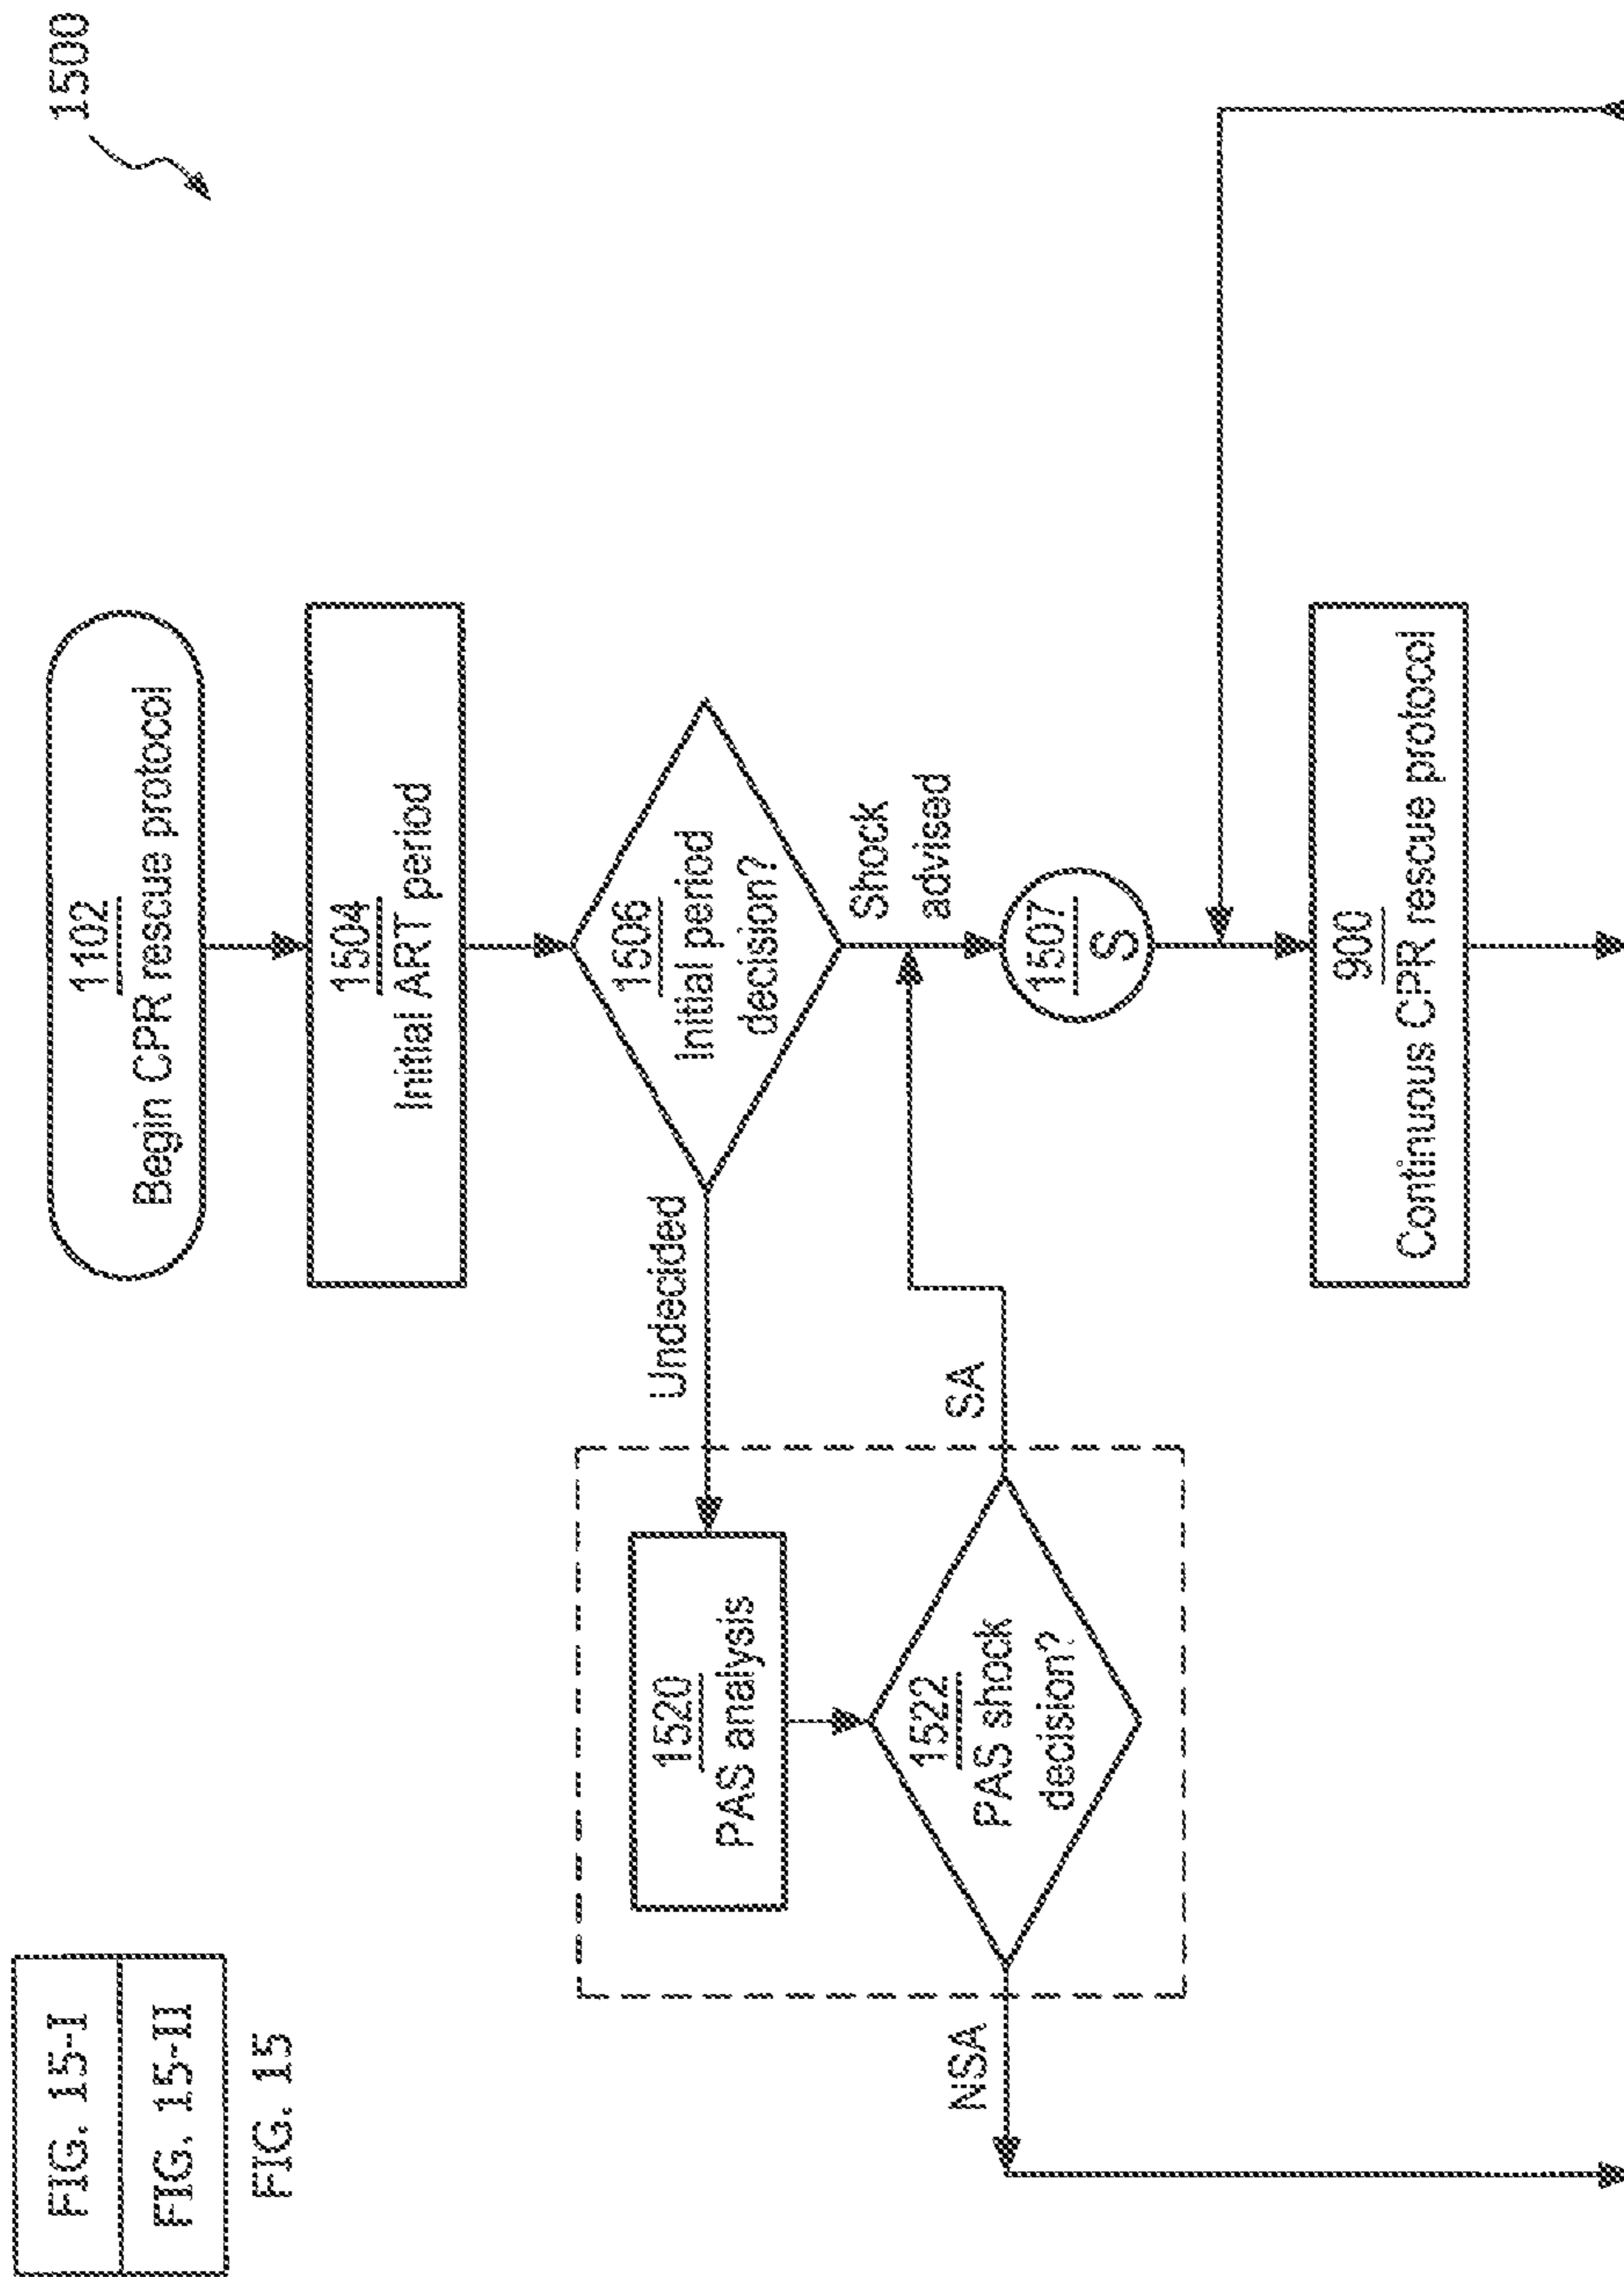 FIG. 15-I
FIG. 15-II
FIG. 15
1500
1102
Begin CPR rescue protocol
1504
Initial ART period
1506
Initial period
decision?
Undecided
Shock
advised
1520
PAS analysis
1522
PAS shock
decision?
SA
NSA
1507
S
900
Continuous CPR rescue protocol